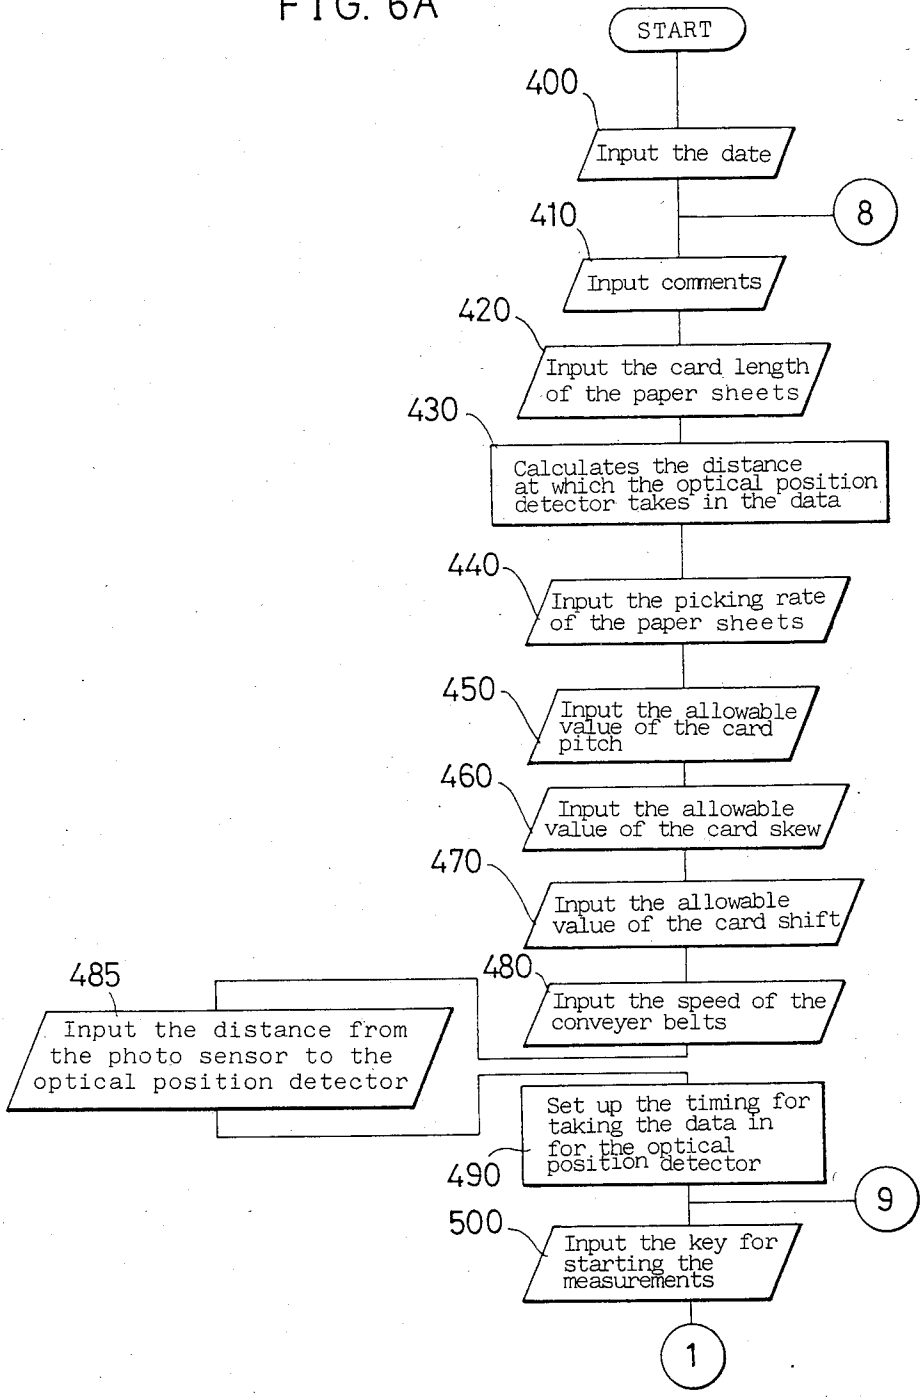 FIG. 6A
START
400
Input the date
8
410
Input comments
420
Input the card length
of the paper sheets
430
Calculates the distance
at which the optical position
detector takes in the data
440
Input the picking rate
of the paper sheets
450
Input the allowable
value of the card
pitch
460
Input the allowable
value of the card skew
470
Input the allowable
value of the card shift
480
Input the speed of the
conveyer belts
485
Input the distance from
the photo sensor to the
optical position detector
Set up the timing for
taking the data in
for the optical
position detector
490
9
500
Input the key for
starting the
measurements
1